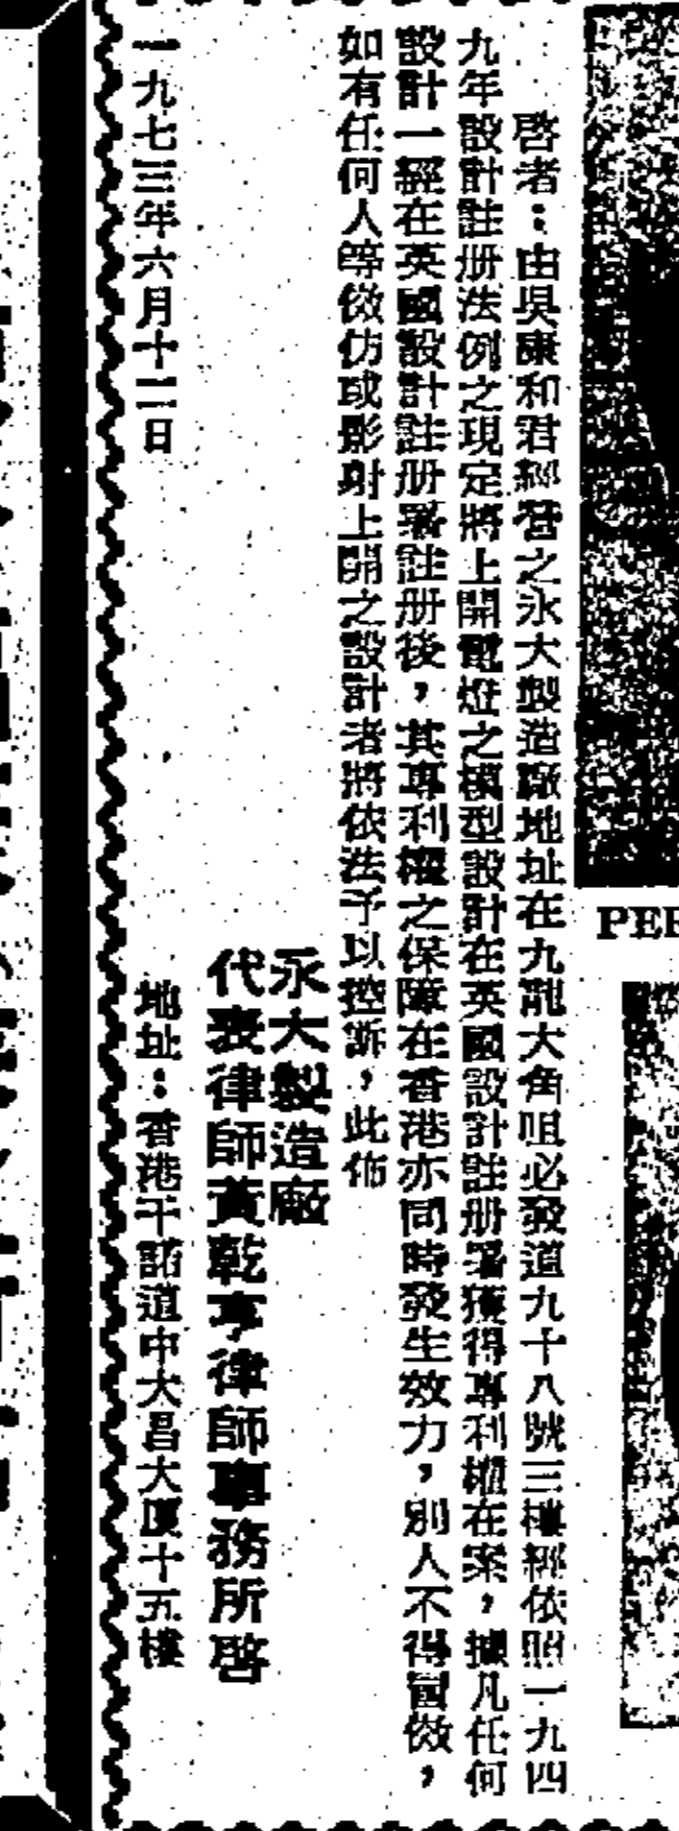 啓者：由吳康和君經營之永大製造廠地址在九龍大角咀必發道九十八號三樓經依照一九四
九年設計註册法例之現定將上開電燈之模型設計在英國設計註册署獲得專利權在案，據凡任何
設計一經在英國設計註册署註册後，其專利權之保障在香港亦同時發生效力，別人不得冒傚，
如有任何人等傚仿或影射上開之設計者將依法予以控訴，此佈
永大製造廠
代表律師黃乾亨律師事務所啓
一九七三年六月十二日
地址：香港干諾道中大昌大厦十五樓
PER